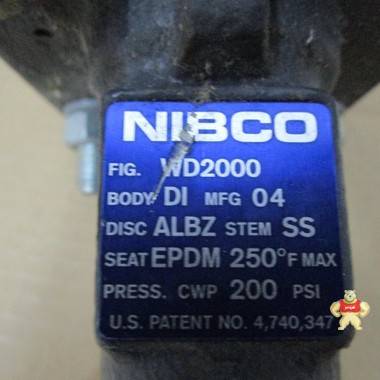 NIBCO
FIG. WD2000
BODY DI MFG 04
DISC ALBZ STEM SS
SEAT EPDM 250°F MAX
PRESS. CWP 200 PSI
U.S. PATENT NO. 4,740,347